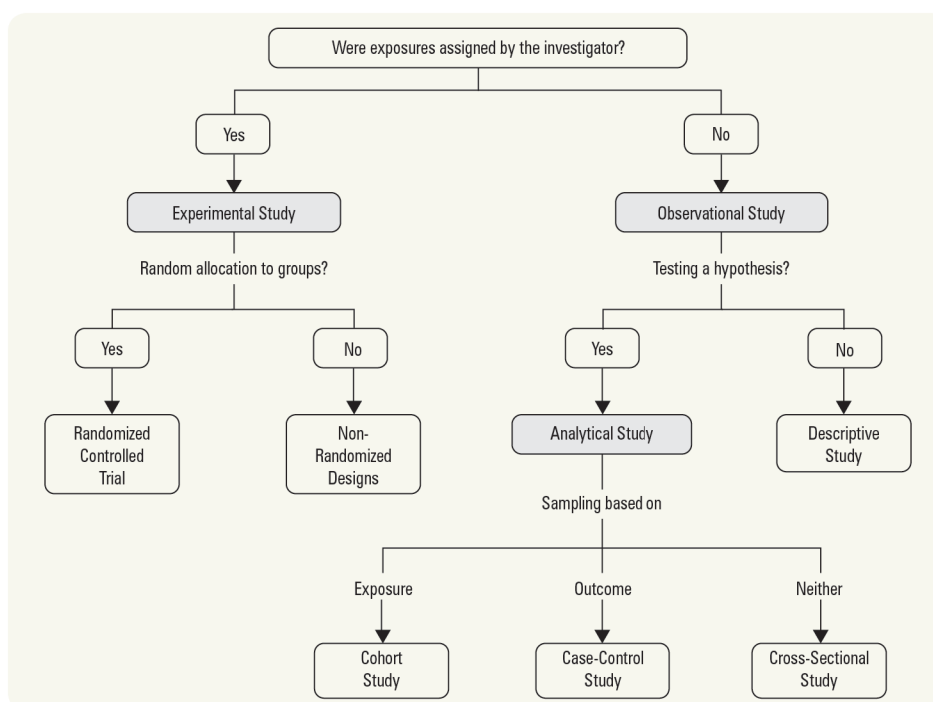 Were exposures assigned by the investigator?
Yes
No
Experimental Study
Observational Study
Random allocation to groups?
Testing a hypothesis?
Yes
No
Yes
No
Randomized
Controlled
Trial
Non-
Randomized
Designs
Analytical Study
Descriptive
Study
Sampling based on
Exposure
Outcome
Neither
Cohort
Study
Case-Control
Study
Cross-Sectional
Study